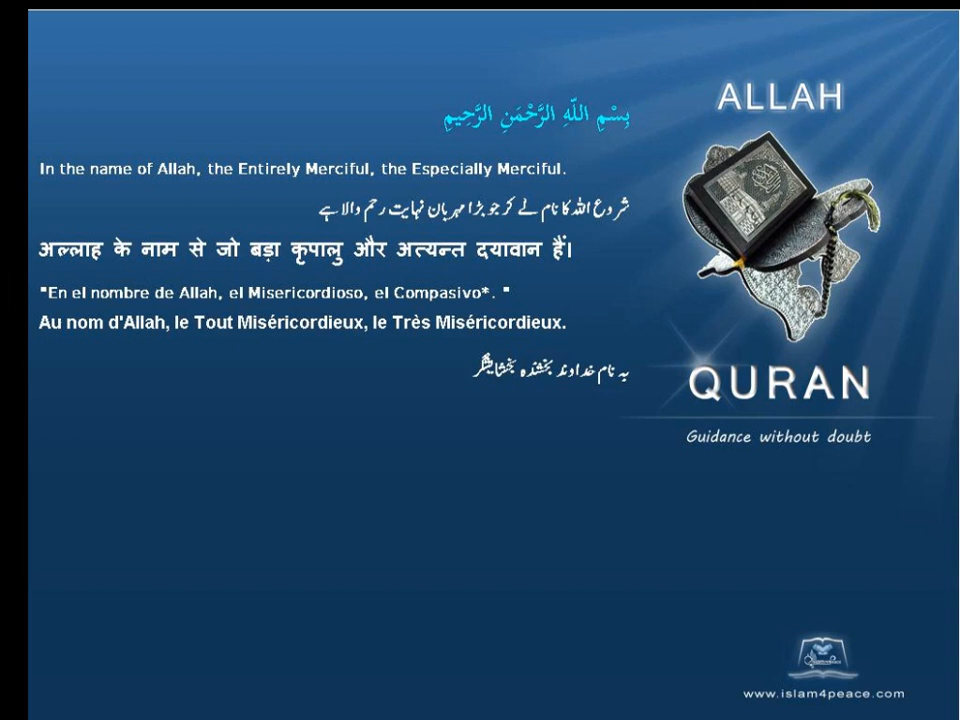 بِسْمِ اللّهِ الرَّحْمَنِ الرَّحِيمِ
In the name of Allah, the Entirely Merciful, the Especially Merciful.
شروع اللہ کا نام لے کر جو بڑا مہربان نہایت رحم والا ہے
अल्लाह के नाम से जो बड़ा कृपालु और अत्यन्त दयावान हैं।
"En el nombre de Allah, el Misericordioso, el Compasivo*. "
Au nom d'Allah, le Tout Miséricordieux, le Très Miséricordieux.
به نام خداوند بخشنده بخشایشگر
ALLAH
QURAN
Guidance without doubt
www.islam4peace.com